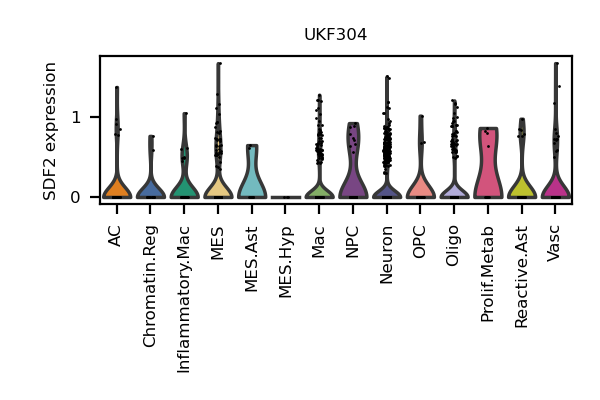 UKF304
SDF2 expression
1
0
AC
Chromatin.Reg
Inflammatory.Mac
MES
MES.Ast
MES.Hyp
Mac
NPC
Neuron
OPC
Oligo
Prolif.Metab
Reactive.Ast
Vasc